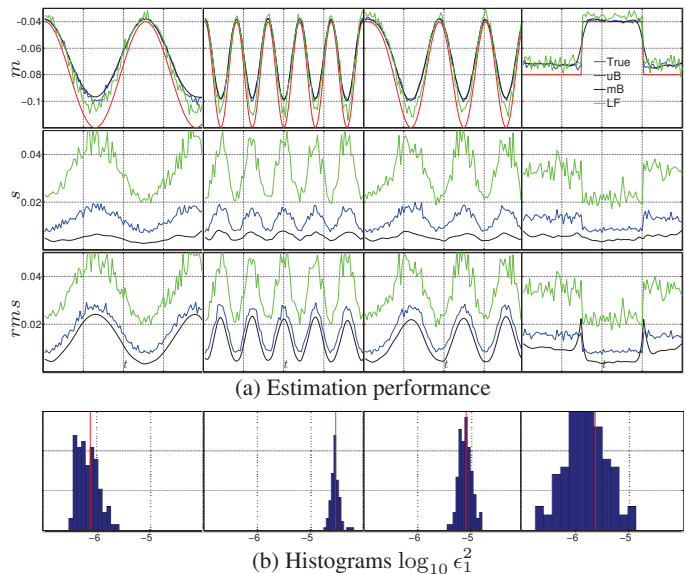 −0.04
−0.06
−0.08
−0.1
m
True
uB
mB
LF
0.04
0.02
s
0.04
0.02
rms
t t t t
(a) Estimation performance
−6 −5 −6 −5 −6 −5 −6 −5
(b) Histograms log₁₀ ϵ₁²